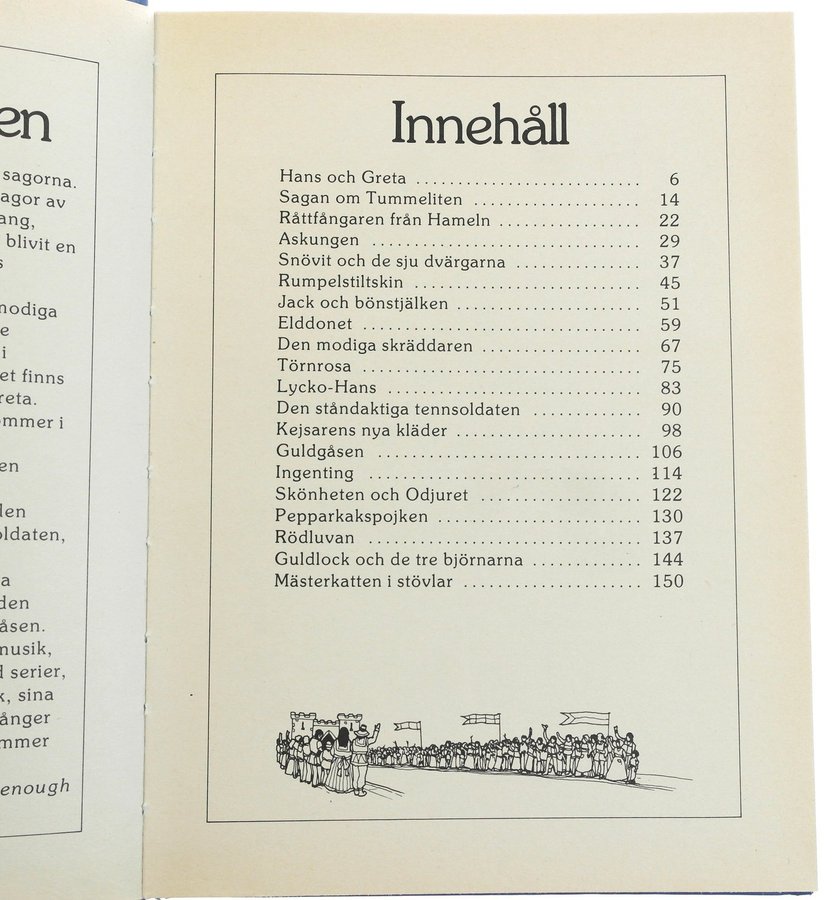 en
sagorna.
agor av
ang,
blivit en
s
modiga
e
i
et finns
reta.
ommer i
en
len
oldaten,
a
den
åsen.
musik,
d serier,
k, sina
ånger
mmer
enough
Innehåll
Hans och Greta ........................... 6
Sagan om Tummeliten .................... 14
Råttfångaren från Hameln ................. 22
Askungen ................................ 29
Snövit och de sju dvärgarna ............... 37
Rumpelstiltskin ............................ 45
Jack och bönstjälken ...................... 51
Elddonet ................................. 59
Den modiga skräddaren ................... 67
Törnrosa ................................. 75
Lycko-Hans .............................. 83
Den ståndaktiga tennsoldaten ............. 90
Kejsarens nya kläder ...................... 98
Guldgåsen ................................ 106
Ingenting ................................. 114
Skönheten och Odjuret .................... 122
Pepparkakspojken ......................... 130
Rödluvan ................................. 137
Guldlock och de tre björnarna ............. 144
Mästerkatten i stövlar ...................... 150